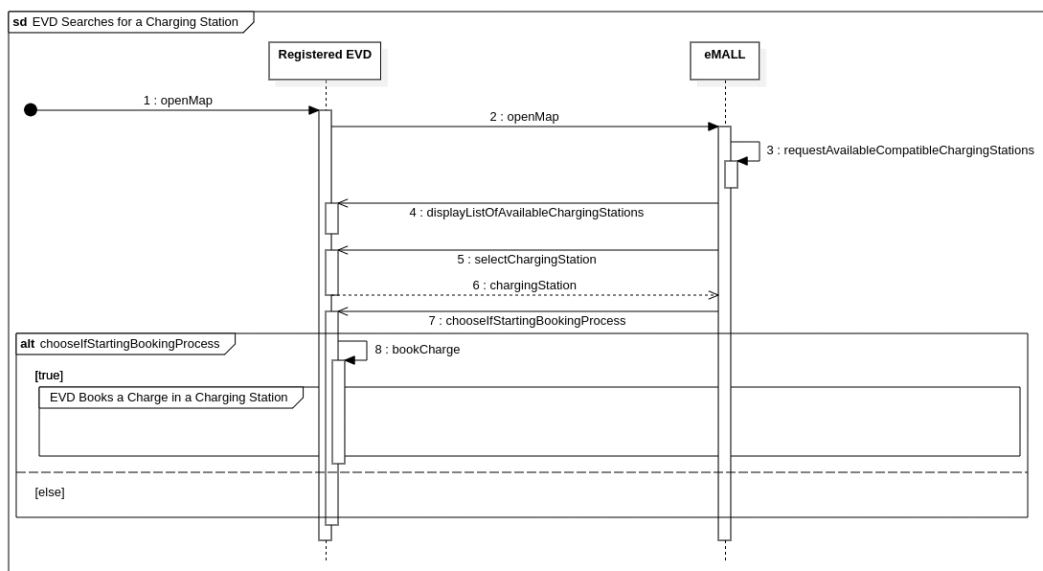 sd EVD Searches for a Charging Station
Registered EVD
eMALL
1 : openMap
2 : openMap
3 : requestAvailableCompatibleChargingStations
4 : displayListOfAvailableChargingStations
5 : selectChargingStation
6 : chargingStation
7 : chooseIfStartingBookingProcess
alt chooseIfStartingBookingProcess
8 : bookCharge
[true]
EVD Books a Charge in a Charging Station
[else]